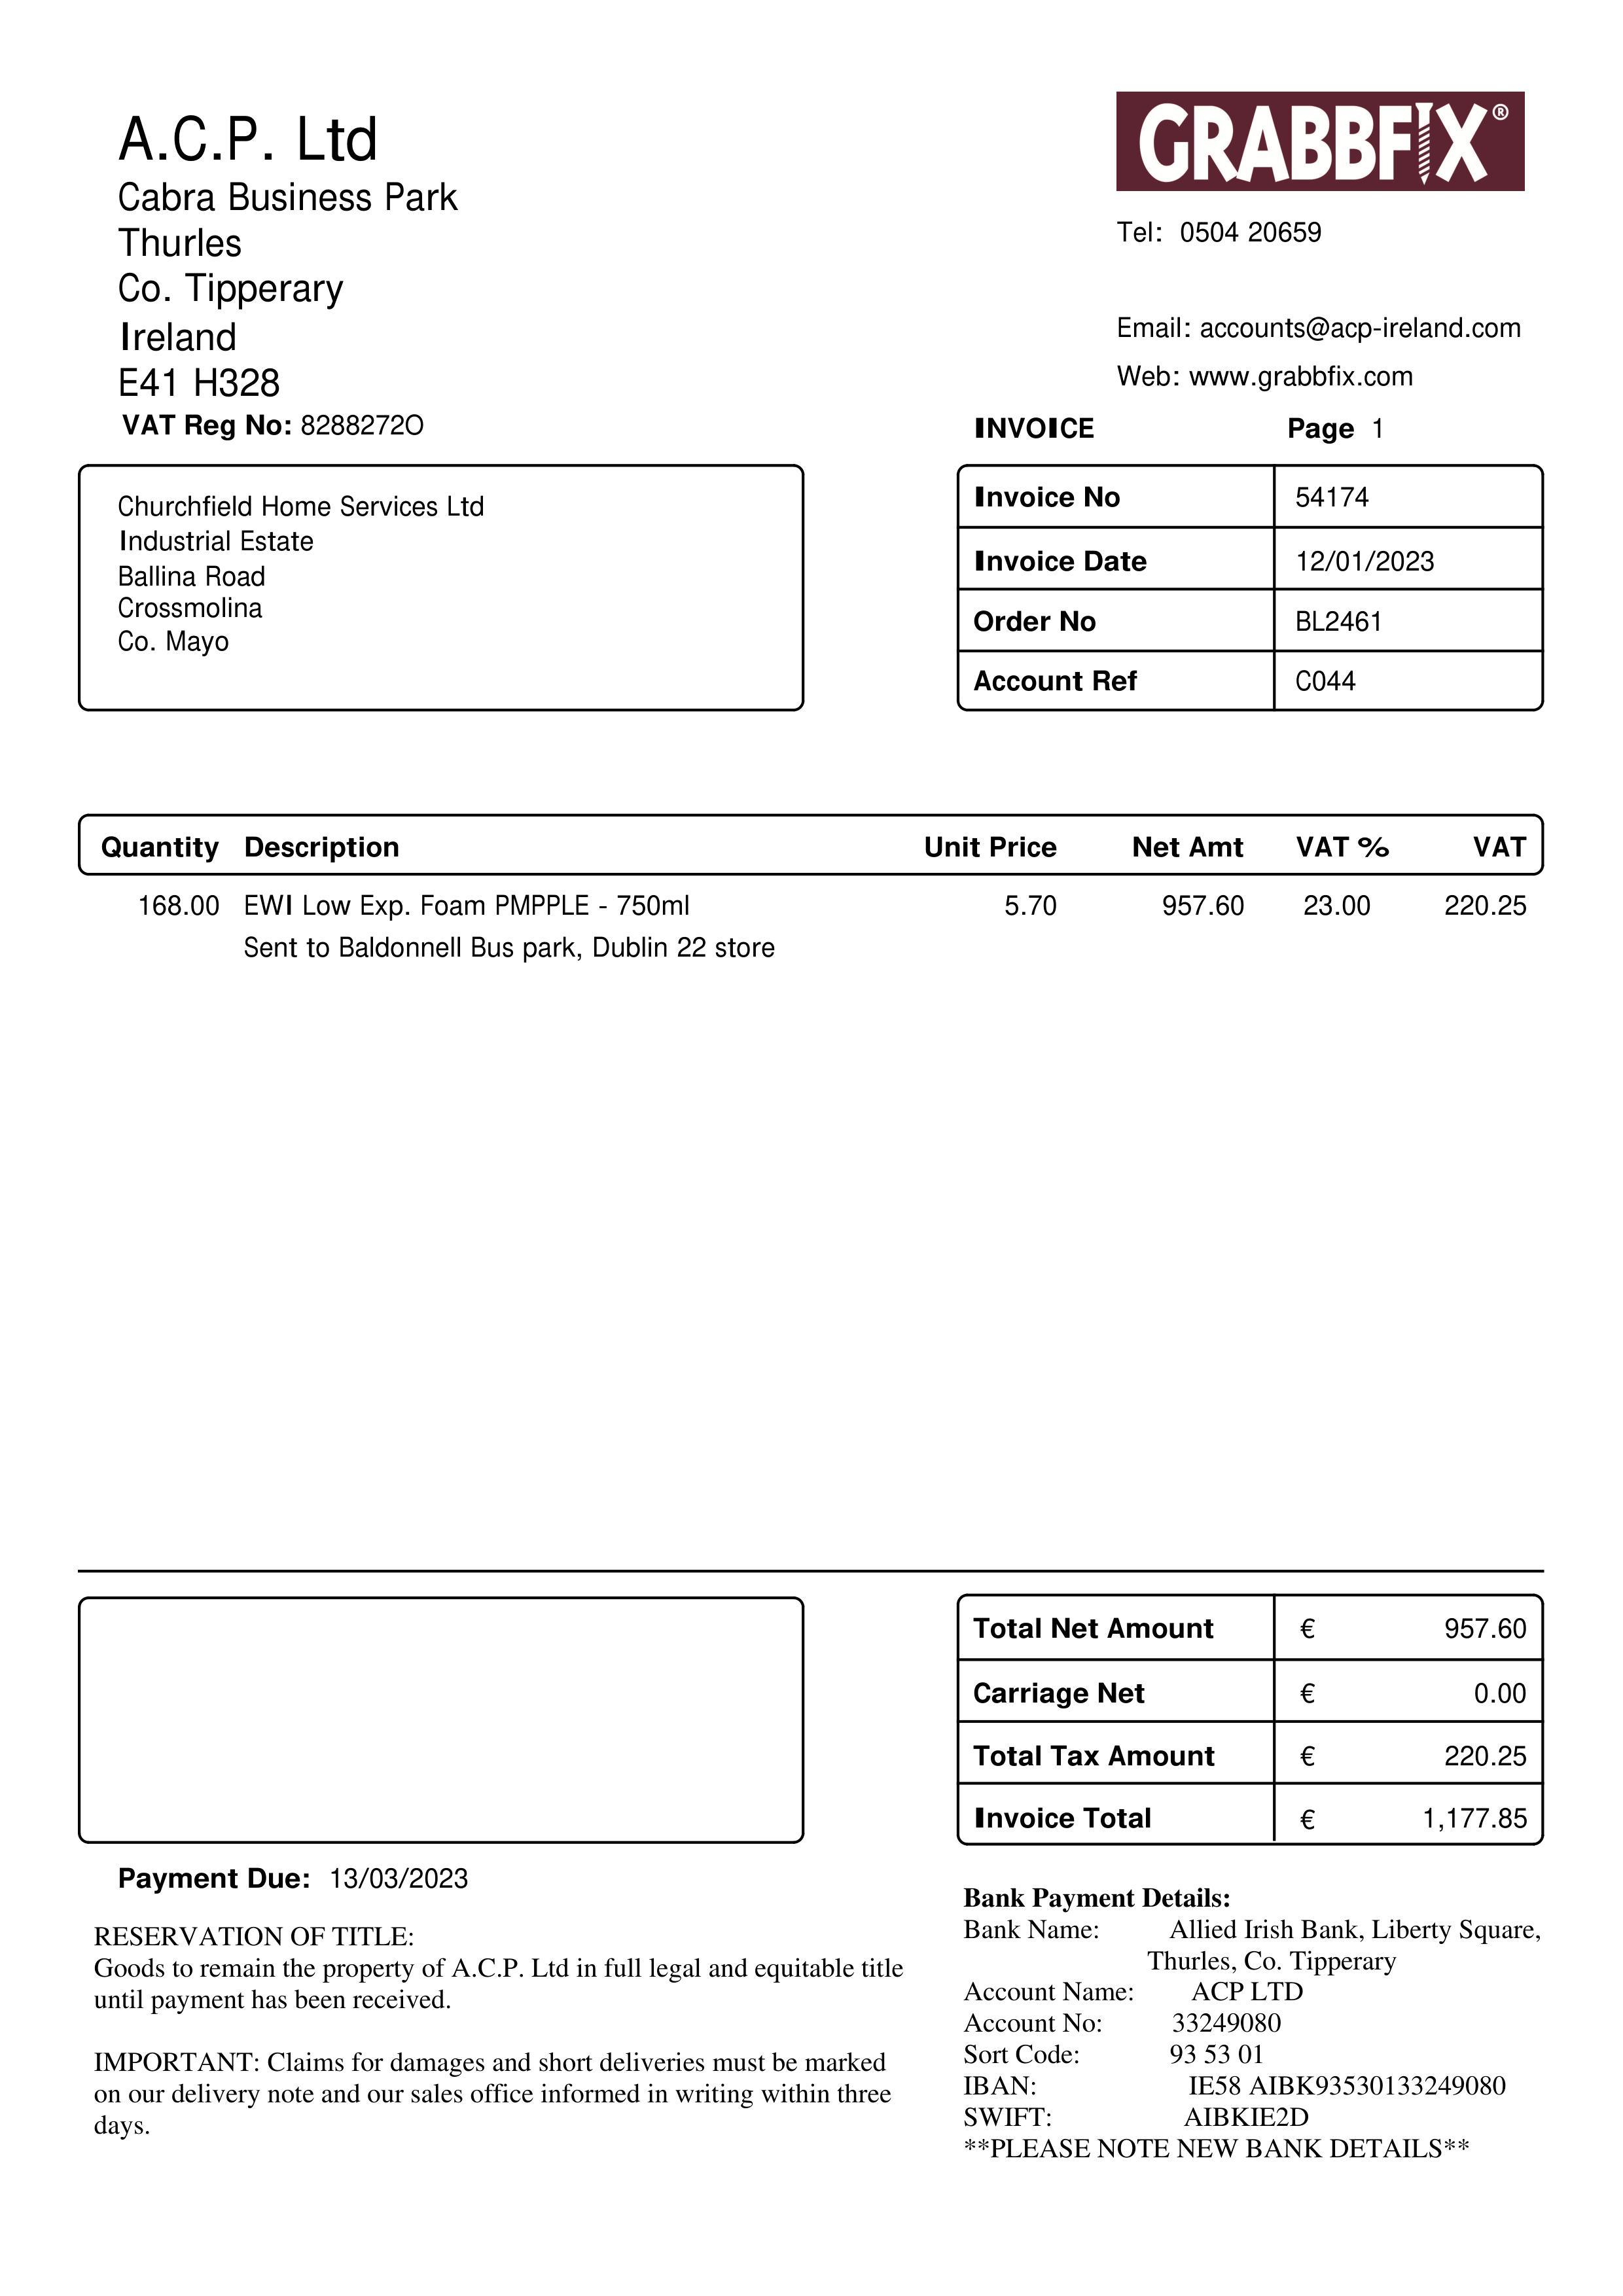 A.C.P. Ltd
Cabra Business Park
Thurles
Co. Tipperary
Ireland
E41 H328
VAT Reg No: 8288272O
GRABBFIX®
Tel: 0504 20659
Email: accounts@acp-ireland.com
Web: www.grabbfix.com
INVOICE Page 1
Churchfield Home Services Ltd
Industrial Estate
Ballina Road
Crossmolina
Co. Mayo
Invoice No 54174
Invoice Date 12/01/2023
Order No BL2461
Account Ref C044
Quantity Description Unit Price Net Amt VAT % VAT
168.00 EWI Low Exp. Foam PMPPLE - 750ml 5.70 957.60 23.00 220.25
Sent to Baldonnell Bus park, Dublin 22 store
Total Net Amount € 957.60
Carriage Net € 0.00
Total Tax Amount € 220.25
Invoice Total € 1,177.85
Payment Due: 13/03/2023
RESERVATION OF TITLE:
Goods to remain the property of A.C.P. Ltd in full legal and equitable title
until payment has been received.
IMPORTANT: Claims for damages and short deliveries must be marked
on our delivery note and our sales office informed in writing within three
days.
Bank Payment Details:
Bank Name: Allied Irish Bank, Liberty Square,
Thurles, Co. Tipperary
Account Name: ACP LTD
Account No: 33249080
Sort Code: 93 53 01
IBAN: IE58 AIBK93530133249080
SWIFT: AIBKIE2D
**PLEASE NOTE NEW BANK DETAILS**